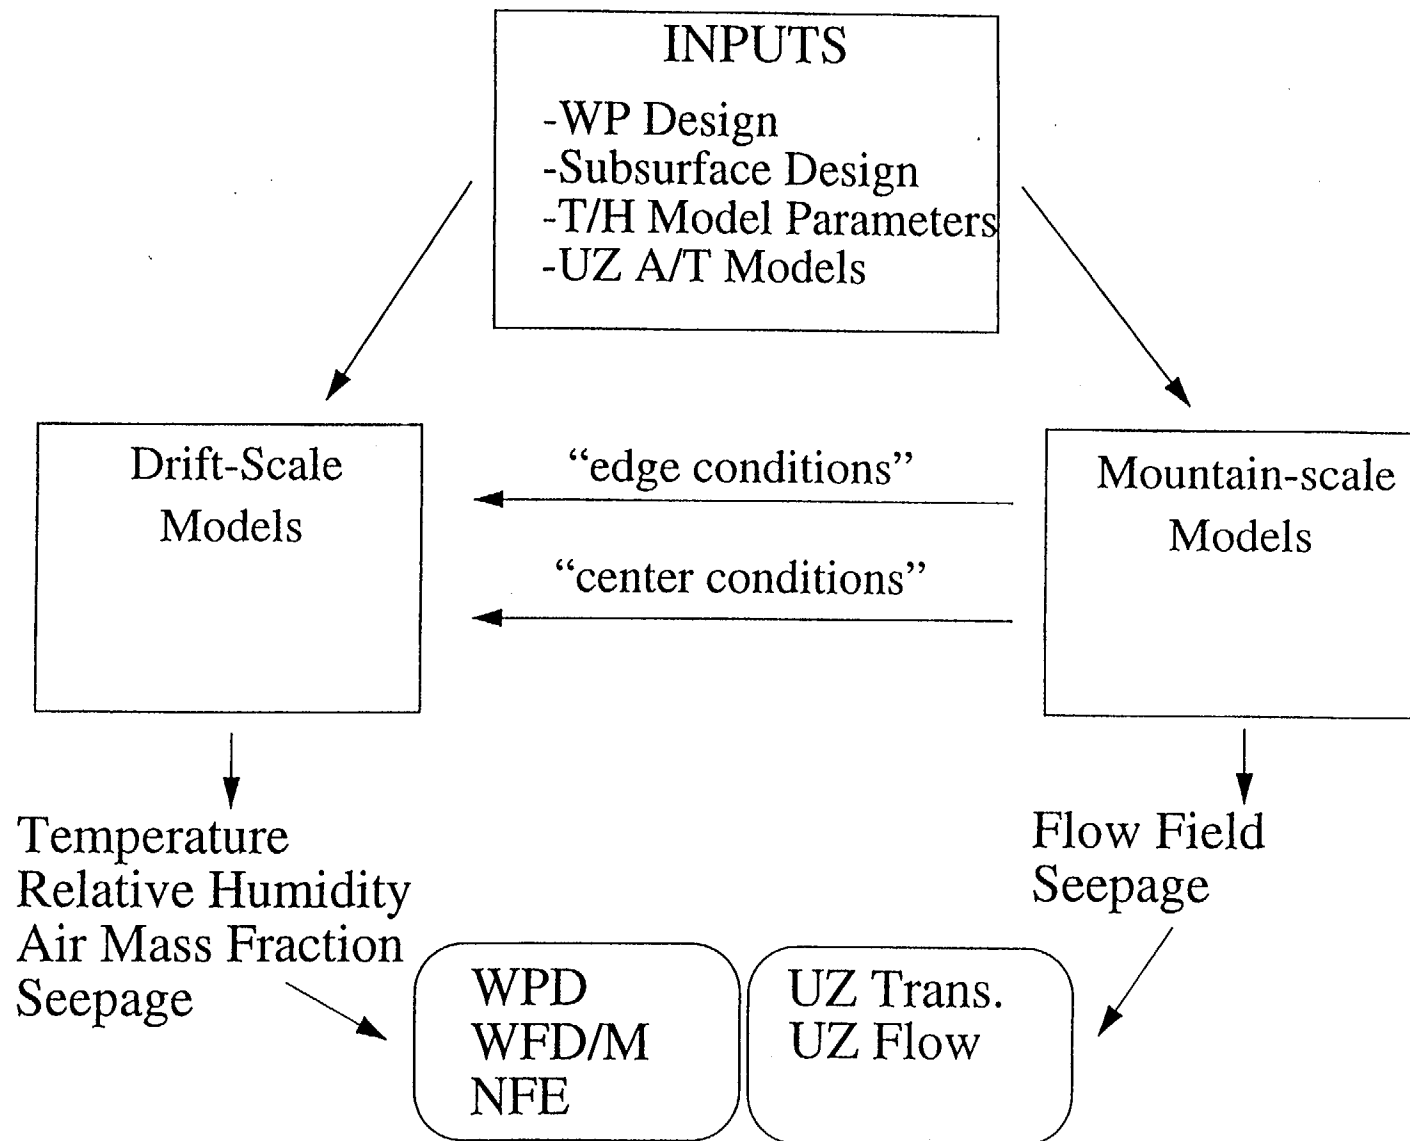 INPUTS
-WP Design
-Subsurface Design
-T/H Model Parameters
-UZ A/T Models
Drift-Scale
Models
“edge conditions”
“center conditions”
Mountain-scale
Models
Temperature
Relative Humidity
Air Mass Fraction
Seepage
Flow Field
Seepage
WPD
WFD/M
NFE
UZ Trans.
UZ Flow